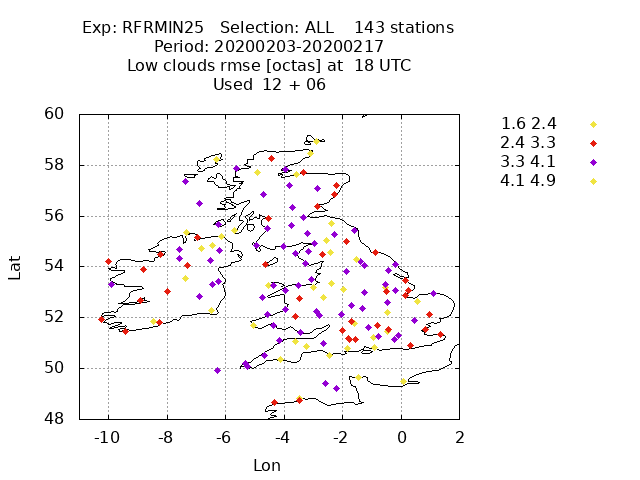 Exp: RFRMIN25   Selection: ALL    143 stations
Period: 20200203-20200217
Low clouds rmse [octas] at  18 UTC
Used  12 + 06
60
58
56
54
52
50
48
Lat
-10 -8 -6 -4 -2 0 2
Lon
1.6 2.4
2.4 3.3
3.3 4.1
4.1 4.9